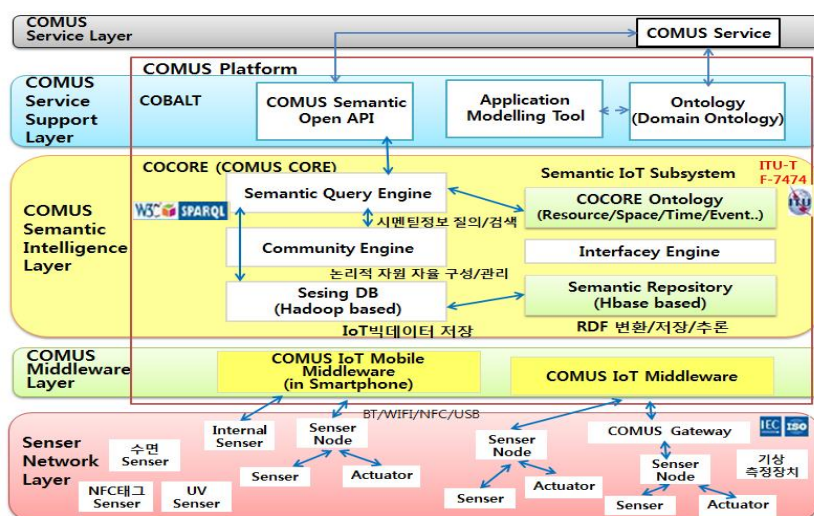 COMUS
Service Layer
COMUS Service
COMUS Platform
COMUS
Service
Support
Layer
COBALT
COMUS Semantic
Open API
Application
Modelling Tool
Ontology
(Domain Ontology)
COCORE (COMUS CORE)
Semantic IoT Subsystem
ITU-T
F-7474
COMUS
Semantic
Intelligence
Layer
W3C
SPARQL
Semantic Query Engine
COCORE Ontology
(Resource/Space/Time/Event..)
ITU
시멘틱정보 질의/검색
Community Engine
Interfacey Engine
논리적 자원 자율 구성/관리
Sesing DB
(Hadoop based)
Semantic Repository
(Hbase based)
IoT빅데이터 저장
RDF 변환/저장/추론
COMUS
Middleware
Layer
COMUS IoT Mobile
Middleware
(in Smartphone)
COMUS IoT Middleware
BT/WIFI/NFC/USB
Senser
Network
Layer
수면
Senser
NFC태그
Senser
UV
Senser
Internal
Senser
Senser
Node
Senser
Actuator
Senser
Node
Senser
Actuator
COMUS Gateway
IEC
ISO
Senser
Node
Senser
Actuator
기상
측정장치